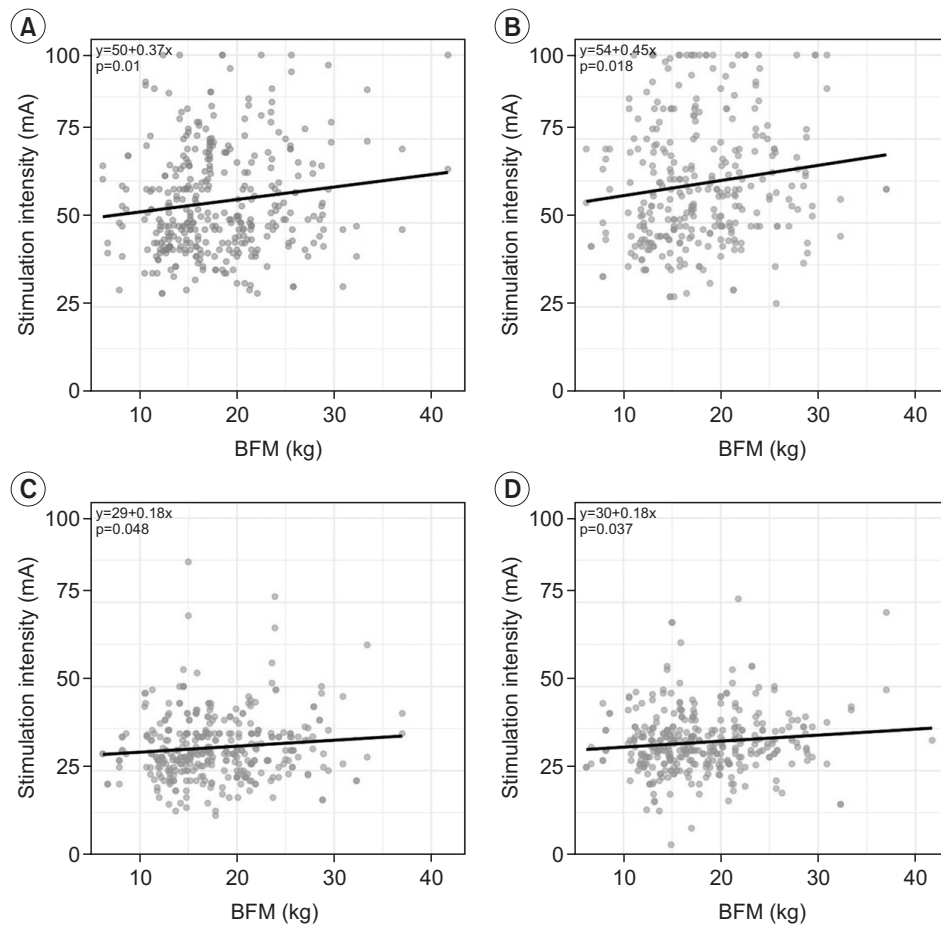 A
y=50+0.37x
p=0.01
100
75
50
25
0
Stimulation intensity (mA)
10 20 30 40
BFM (kg)
B
y=54+0.45x
p=0.018
100
75
50
25
0
Stimulation intensity (mA)
10 20 30 40
BFM (kg)
C
y=29+0.18x
p=0.048
100
75
50
25
0
Stimulation intensity (mA)
10 20 30 40
BFM (kg)
D
y=30+0.18x
p=0.037
100
75
50
25
0
Stimulation intensity (mA)
10 20 30 40
BFM (kg)